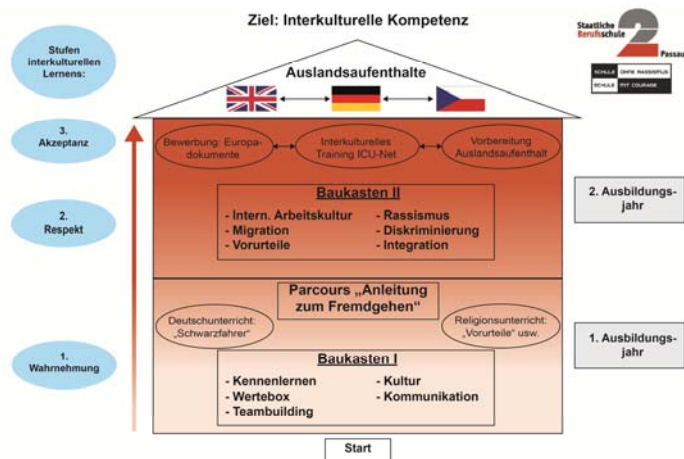 Ziel: Interkulturelle Kompetenz
Staatliche
Berufsschule
2
Passau
SCHULE OHNE RASSISMUS
SCHULE MIT COURAGE
Stufen
interkulturellen
Lernens:
Auslandsaufenthalte
3.
Akzeptanz
Bewerbung: Europa-
dokumente
Interkulturelles
Training ICU-Net
Vorbereitung
Auslandsaufenthalt
Baukasten II
- Intern. Arbeitskultur
- Migration
- Vorurteile
- Rassismus
- Diskriminierung
- Integration
2. Ausbildungs-
jahr
2.
Respekt
Parcours „Anleitung
zum Fremdgehen“
Deutschunterricht:
„Schwarzfahrer“
Religionsunterricht:
„Vorurteile“ usw.
1. Ausbildungs-
jahr
1.
Wahrnehmung
Baukasten I
- Kennenlernen
- Wertebox
- Teambuilding
- Kultur
- Kommunikation
Start